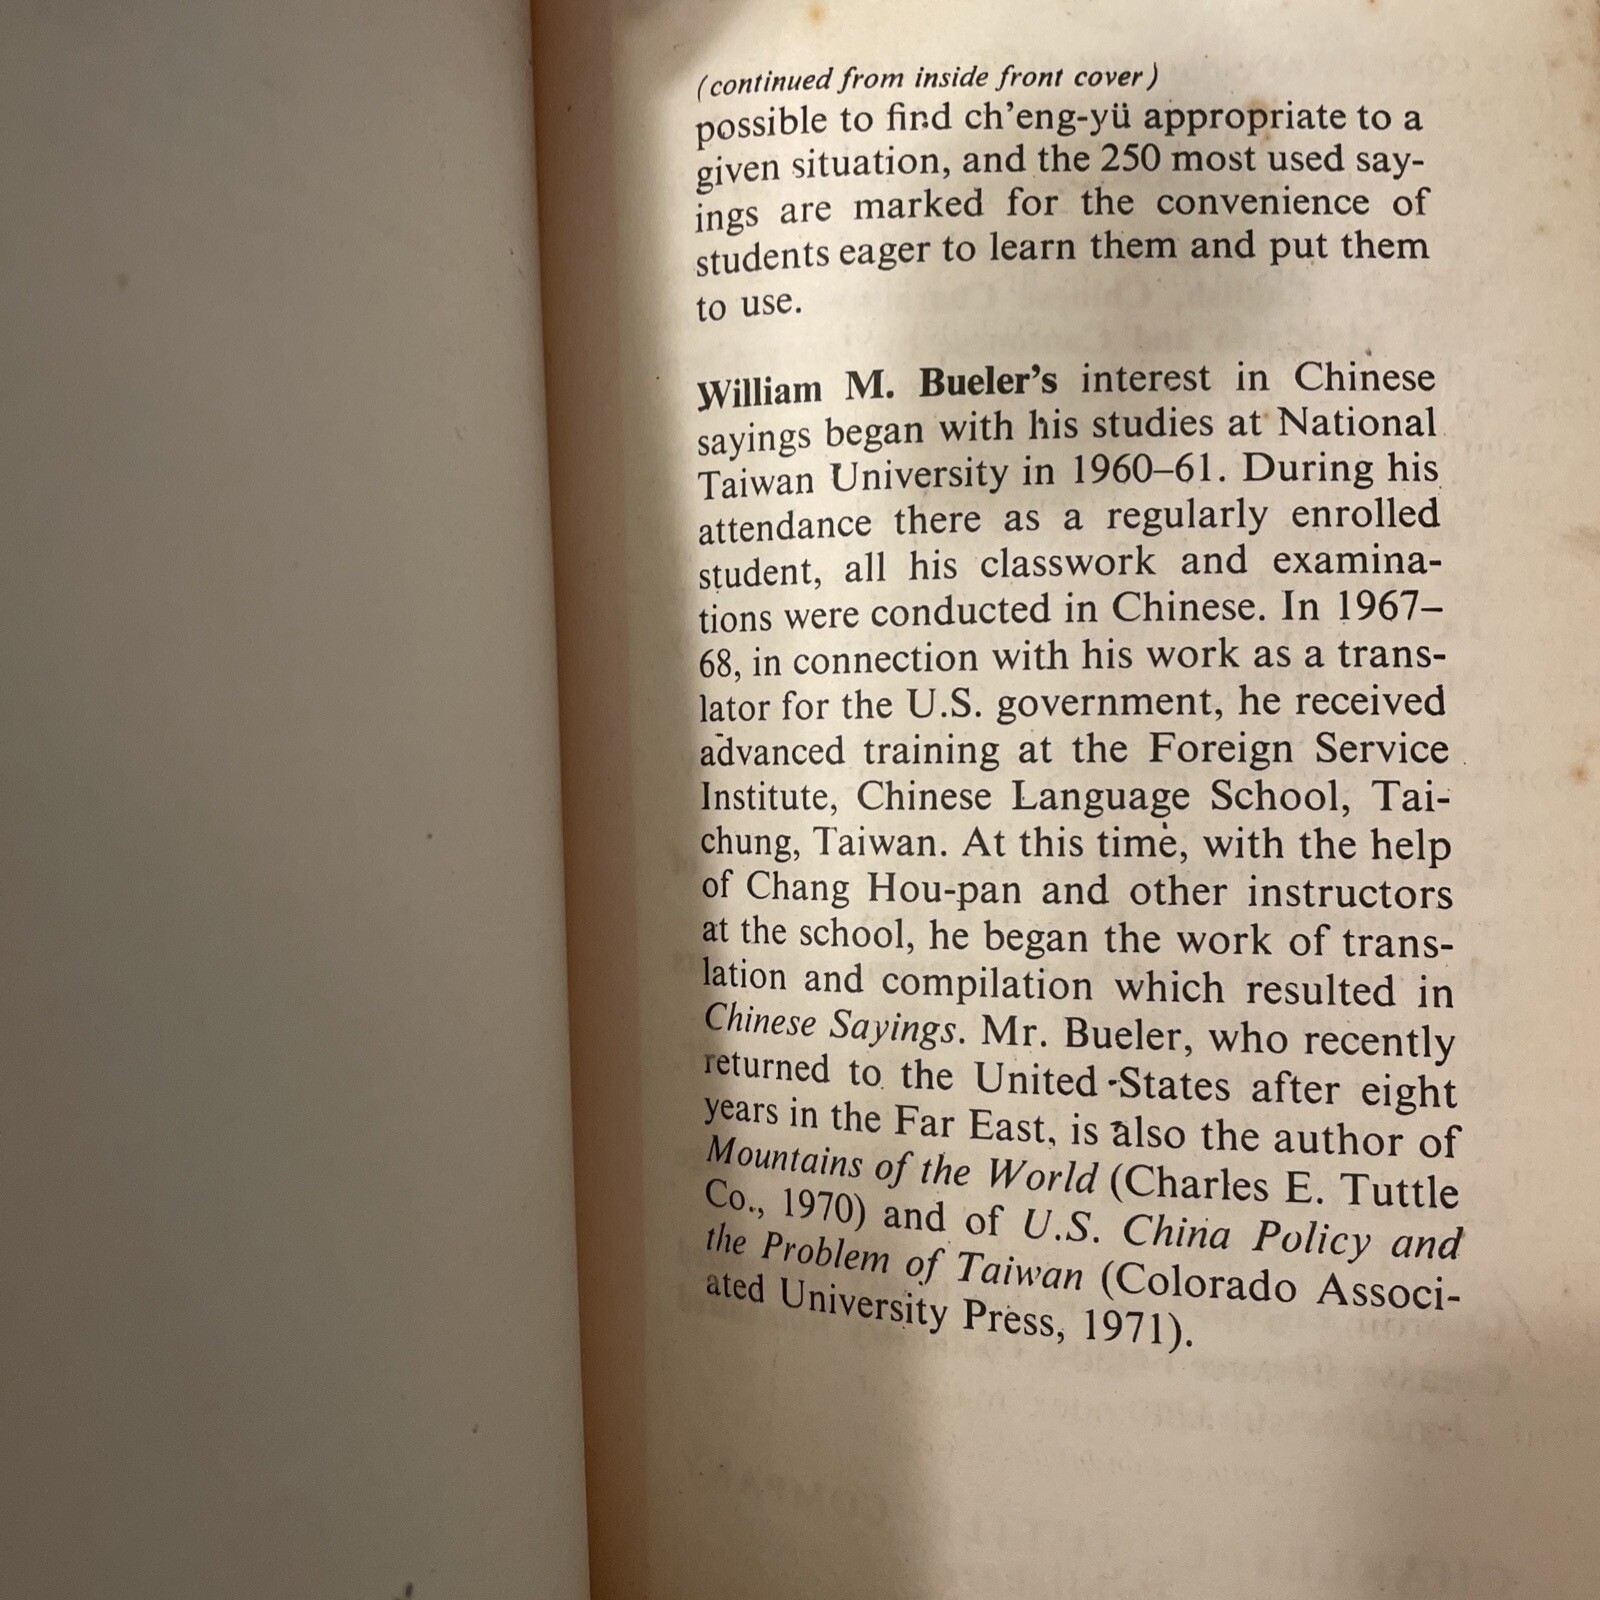 (continued from inside front cover)
possible to find ch'eng-yü appropriate to a
given situation, and the 250 most used say-
ings are marked for the convenience of
students eager to learn them and put them
to use.
William M. Bueler's interest in Chinese
sayings began with his studies at National
Taiwan University in 1960–61. During his
attendance there as a regularly enrolled
student, all his classwork and examina-
tions were conducted in Chinese. In 1967–
68, in connection with his work as a trans-
lator for the U.S. government, he received
advanced training at the Foreign Service
Institute, Chinese Language School, Tai-
chung, Taiwan. At this time, with the help
of Chang Hou-pan and other instructors
at the school, he began the work of trans-
lation and compilation which resulted in
Chinese Sayings. Mr. Bueler, who recently
returned to the United States after eight
years in the Far East, is also the author of
Mountains of the World (Charles E. Tuttle
Co., 1970) and of U.S. China Policy and
the Problem of Taiwan (Colorado Associ-
ated University Press, 1971).